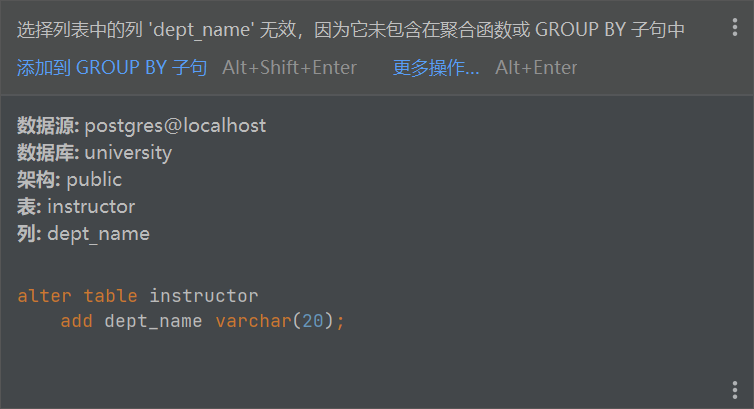 选择列表中的列 'dept_name' 无效，因为它未包含在聚合函数或 GROUP BY 子句中
添加到 GROUP BY 子句 Alt+Shift+Enter 更多操作... Alt+Enter
数据源: postgres@localhost
数据库: university
架构: public
表: instructor
列: dept_name
alter table instructor
    add dept_name varchar(20);